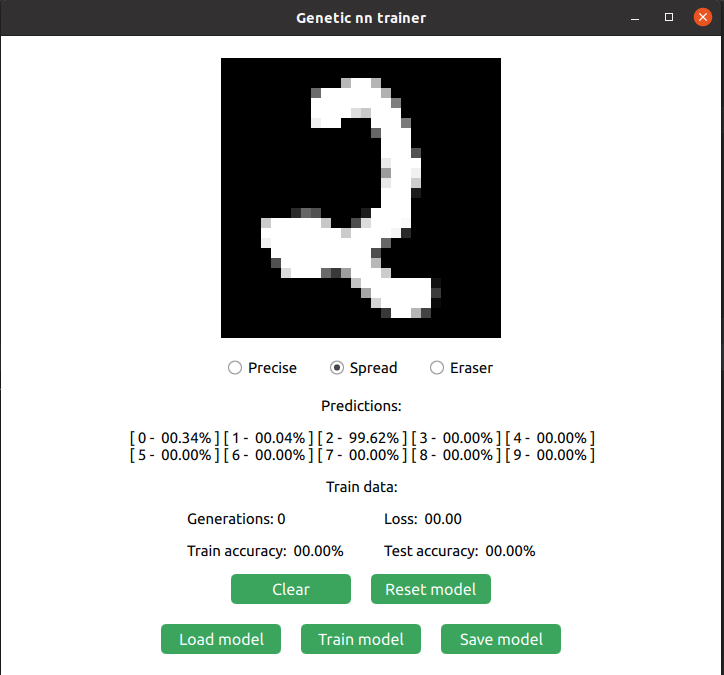 Genetic nn trainer
2
Precise Spread Eraser
Predictions:
[ 0 - 00.34% ] [ 1 - 00.04% ] [ 2 - 99.62% ] [ 3 - 00.00% ] [ 4 - 00.00% ]
[ 5 - 00.00% ] [ 6 - 00.00% ] [ 7 - 00.00% ] [ 8 - 00.00% ] [ 9 - 00.00% ]
Train data:
Generations: 0 Loss: 00.00
Train accuracy: 00.00% Test accuracy: 00.00%
Clear Reset model
Load model Train model Save model